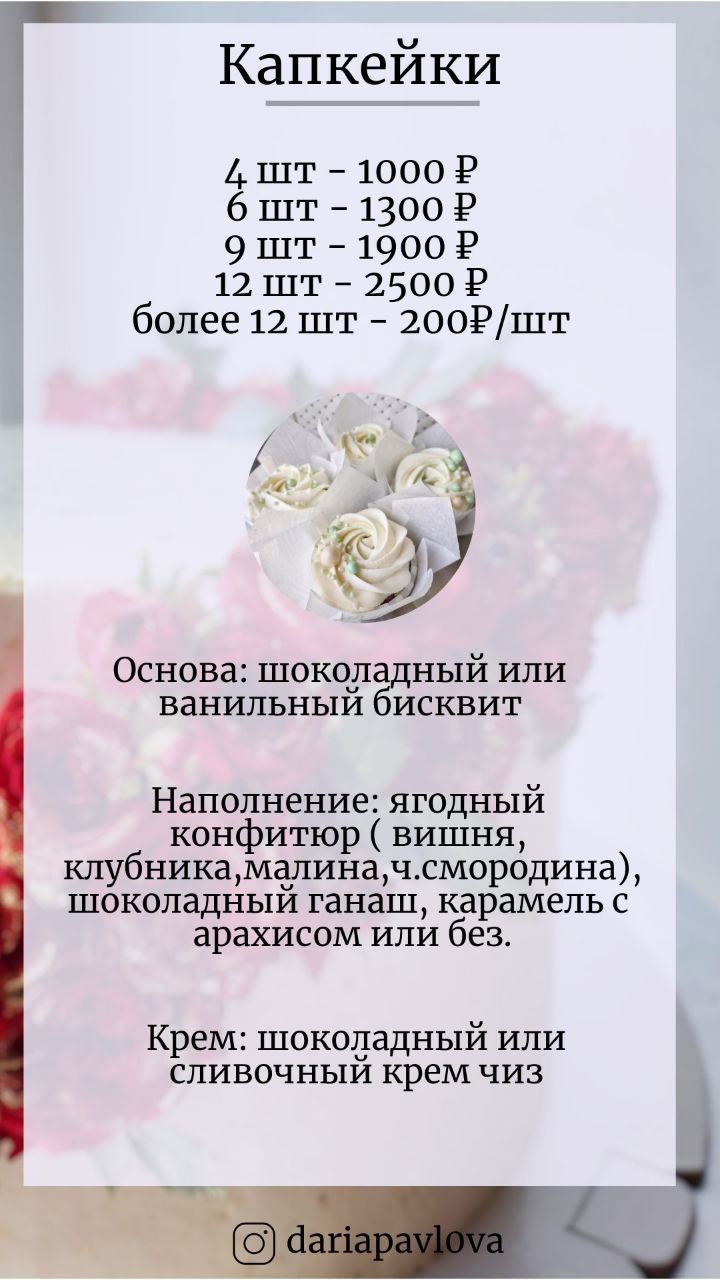 Капкейки
4 шт - 1000 ₽
6 шт - 1300 ₽
9 шт - 1900 ₽
12 шт - 2500 ₽
более 12 шт - 200₽/шт
Основа: шоколадный или
ванильный бисквит
Наполнение: ягодный
конфитюр ( вишня,
клубника,малина,ч.смородина),
шоколадный ганаш, карамель с
арахисом или без.
Крем: шоколадный или
сливочный крем чиз
dariapavlova